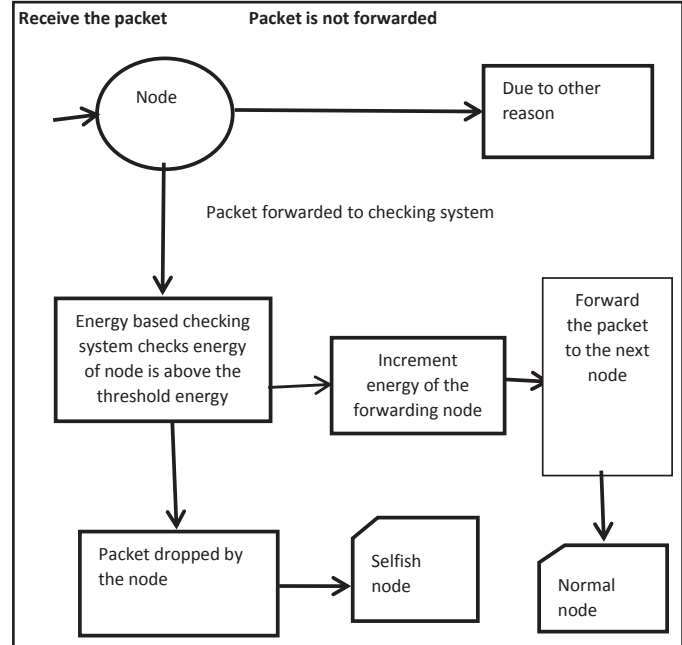 Receive the packet
Packet is not forwarded
Node
Due to other
reason
Packet forwarded to checking system
Energy based checking
system checks energy
of node is above the
threshold energy
Increment
energy of the
forwarding node
Forward
the packet
to the next
node
Packet dropped by
the node
Selfish
node
Normal
node